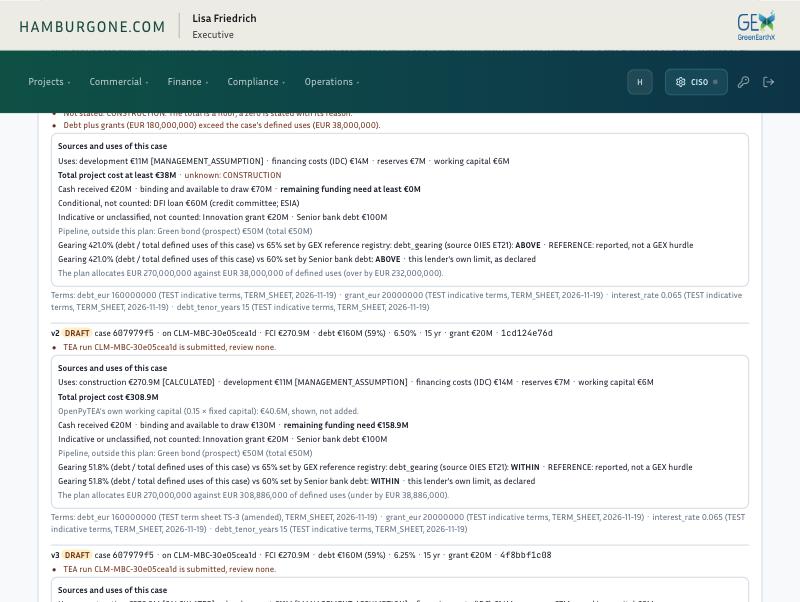 HAMBURGONE.COM
Lisa Friedrich
Executive
GEX
GreenEarthX
Projects
Commercial
Finance
Compliance
Operations
H
CISO
Not stated: CONSTRUCTION. The total is a floor; a zero is stated with its reason.
• Debt plus grants (EUR 180,000,000) exceed the case's defined uses (EUR 38,000,000).
Sources and uses of this case
Uses: development €11M [MANAGEMENT_ASSUMPTION] · financing costs (IDC) €14M · reserves €7M · working capital €6M
Total project cost at least €38M · unknown: CONSTRUCTION
Cash received €20M · binding and available to draw €70M · remaining funding need at least €0M
Conditional, not counted: DFI loan €60M (credit committee; ESIA)
Indicative or unclassified, not counted: Innovation grant €20M · Senior bank debt €100M
Pipeline, outside this plan: Green bond (prospect) €50M (total €50M)
Gearing 421.0% (debt / total defined uses of this case) vs 65% set by GEX reference registry: debt_gearing (source OIES ET21): ABOVE · REFERENCE: reported, not a GEX hurdle
Gearing 421.0% (debt / total defined uses of this case) vs 60% set by Senior bank debt: ABOVE · this lender's own limit, as declared
The plan allocates EUR 270,000,000 against EUR 38,000,000 of defined uses (over by EUR 232,000,000).
Terms: debt_eur 160000000 (TEST indicative terms, TERM_SHEET, 2026-11-19) · grant_eur 20000000 (TEST indicative terms, TERM_SHEET, 2026-11-19) · interest_rate 0.065 (TEST indicative
terms, TERM_SHEET, 2026-11-19) · debt_tenor_years 15 (TEST indicative terms, TERM_SHEET, 2026-11-19)
v2 DRAFT case 607979f5 · on CLM-MBC-30e05cea1d · FCI €270.9M · debt €160M (59%) · 6.50% · 15 yr · grant €20M · 1cd124e76d
• TEA run CLM-MBC-30e05cea1d is submitted, review none.
Sources and uses of this case
Uses: construction €270.9M [CALCULATED] · development €11M [MANAGEMENT_ASSUMPTION] · financing costs (IDC) €14M · reserves €7M · working capital €6M
Total project cost €308.9M
OpenPyTEA's own working capital (0.15 × fixed capital): €40.6M, shown, not added.
Cash received €20M · binding and available to draw €130M · remaining funding need €158.9M
Indicative or unclassified, not counted: Innovation grant €20M · Senior bank debt €100M
Pipeline, outside this plan: Green bond (prospect) €50M (total €50M)
Gearing 51.8% (debt / total defined uses of this case) vs 65% set by GEX reference registry: debt_gearing (source OIES ET21): WITHIN · REFERENCE: reported, not a GEX hurdle
Gearing 51.8% (debt / total defined uses of this case) vs 60% set by Senior bank debt: WITHIN · this lender's own limit, as declared
The plan allocates EUR 270,000,000 against EUR 308,886,000 of defined uses (under by EUR 38,886,000).
Terms: debt_eur 160000000 (TEST term sheet TS-3 (amended), TERM_SHEET, 2026-11-19) · grant_eur 20000000 (TEST indicative terms, TERM_SHEET, 2026-11-19) · interest_rate 0.065 (TEST
indicative terms, TERM_SHEET, 2026-11-19) · debt_tenor_years 15 (TEST indicative terms, TERM_SHEET, 2026-11-19)
v3 DRAFT case 607979f5 · on CLM-MBC-30e05cea1d · FCI €270.9M · debt €160M (59%) · 6.25% · 15 yr · grant €20M · 4f8bbf1c08
• TEA run CLM-MBC-30e05cea1d is submitted, review none.
Sources and uses of this case